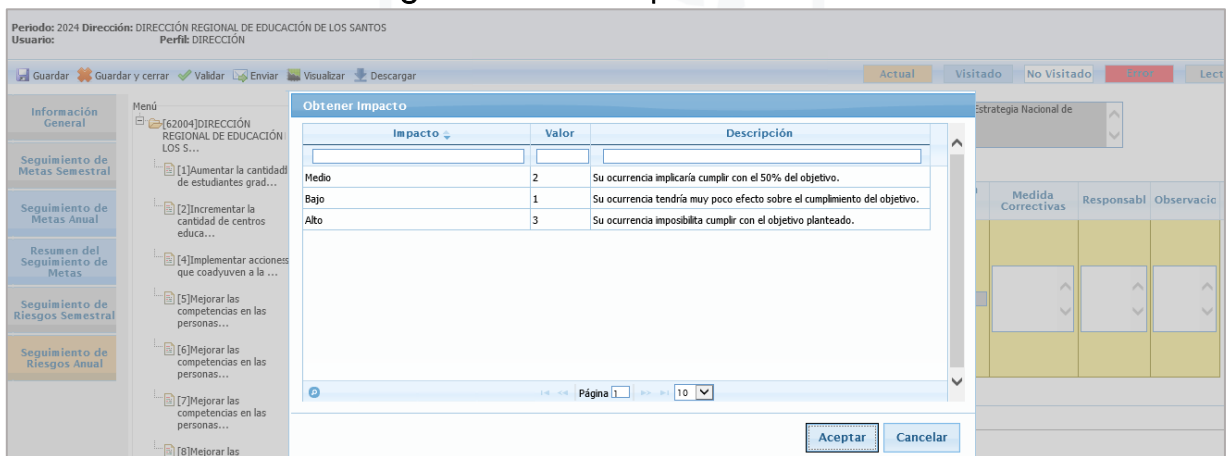 Periodo: 2024 Dirección: DIRECCIÓN REGIONAL DE EDUCACIÓN DE LOS SANTOS
Usuario: Perfil: DIRECCIÓN
Guardar Guardar y cerrar Validar Enviar Visualizar Descargar
Actual Visitado No Visitado Error Lect
Información
General
Seguimiento de
Metas Semestral
Seguimiento de
Metas Anual
Resumen del
Seguimiento de
Metas
Seguimiento de
Riesgos Semestral
Seguimiento de
Riesgos Anual
Menú
[62004]DIRECCIÓN
REGIONAL DE EDUCACIÓN
LOS S...
[1]Aumentar la cantidad
de estudiantes grad...
[2]Incrementar la
cantidad de centros
educa...
[4]Implementar acciones
que coadyuven a la ...
[5]Mejorar las
competencias en las
personas...
[6]Mejorar las
competencias en las
personas...
[7]Mejorar las
competencias en las
personas...
[8]Mejorar las
Obtener Impacto
Impacto Valor Descripción
Medio 2 Su ocurrencia implicaría cumplir con el 50% del objetivo.
Bajo 1 Su ocurrencia tendría muy poco efecto sobre el cumplimiento del objetivo.
Alto 3 Su ocurrencia imposibilita cumplir con el objetivo planteado.
Página 1 10
Aceptar Cancelar
Estrategia Nacional de
Medida
Correctivas
Responsabl
Observacio